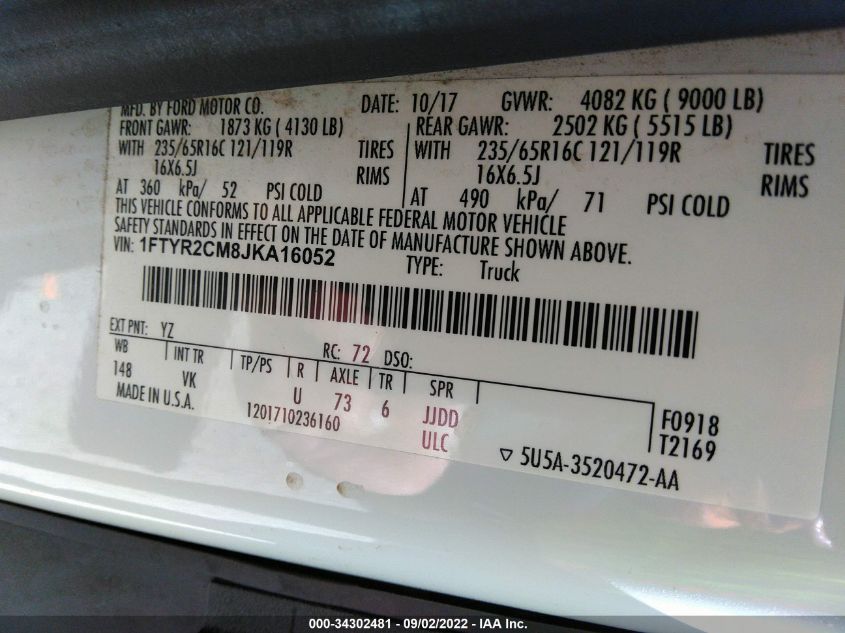 MFD. BY FORD MOTOR CO. DATE: 10/17 GVWR: 4082 KG ( 9000 LB)
FRONT GAWR: 1873 KG ( 4130 LB) REAR GAWR: 2502 KG ( 5515 LB)
WITH 235/65R16C 121/119R TIRES WITH 235/65R16C 121/119R TIRES
16X6.5J RIMS 16X6.5J RIMS
AT 360 kPa/ 52 PSI COLD AT 490 kPa/ 71 PSI COLD
THIS VEHICLE CONFORMS TO ALL APPLICABLE FEDERAL MOTOR VEHICLE
SAFETY STANDARDS IN EFFECT ON THE DATE OF MANUFACTURE SHOWN ABOVE.
VIN: 1FTYR2CM8JKA16052 TYPE: Truck
EXT PNT: YZ RC: 72 DSO:
WB INT TR TP/PS R AXLE TR SPR
148 VK U 73 6 JJDD F0918
MADE IN U.S.A. 1201710236160 ULC T2169
▽ 5U5A-3520472-AA
000-34302481 - 09/02/2022 - IAA Inc.